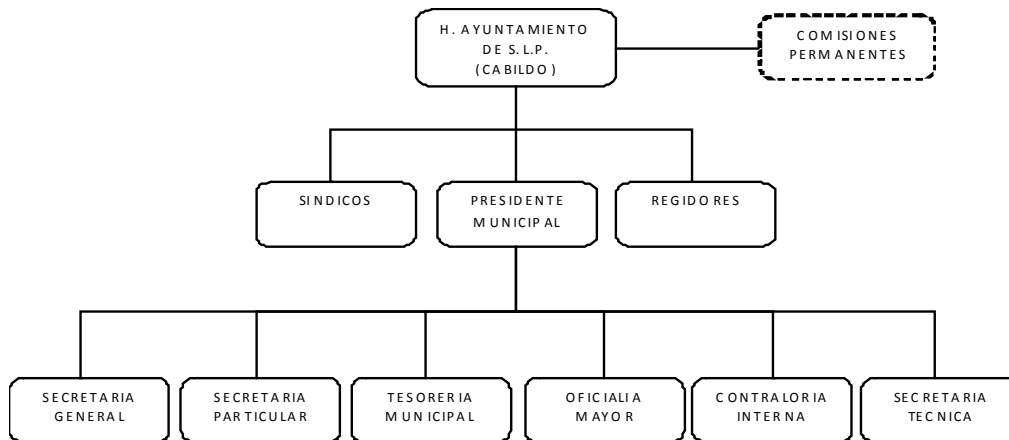 H. AYUNTAMIENTO
DE S.L.P.
(CABILDO)
COMISIONES
PERMANENTES
SINDICOS
PRESIDENTE
MUNICIPAL
REGIDORES
SECRETARIA
GENERAL
SECRETARIA
PARTICULAR
TESORERIA
MUNICIPAL
OFICIALIA
MAYOR
CONTRALORIA
INTERNA
SECRETARIA
TECNICA